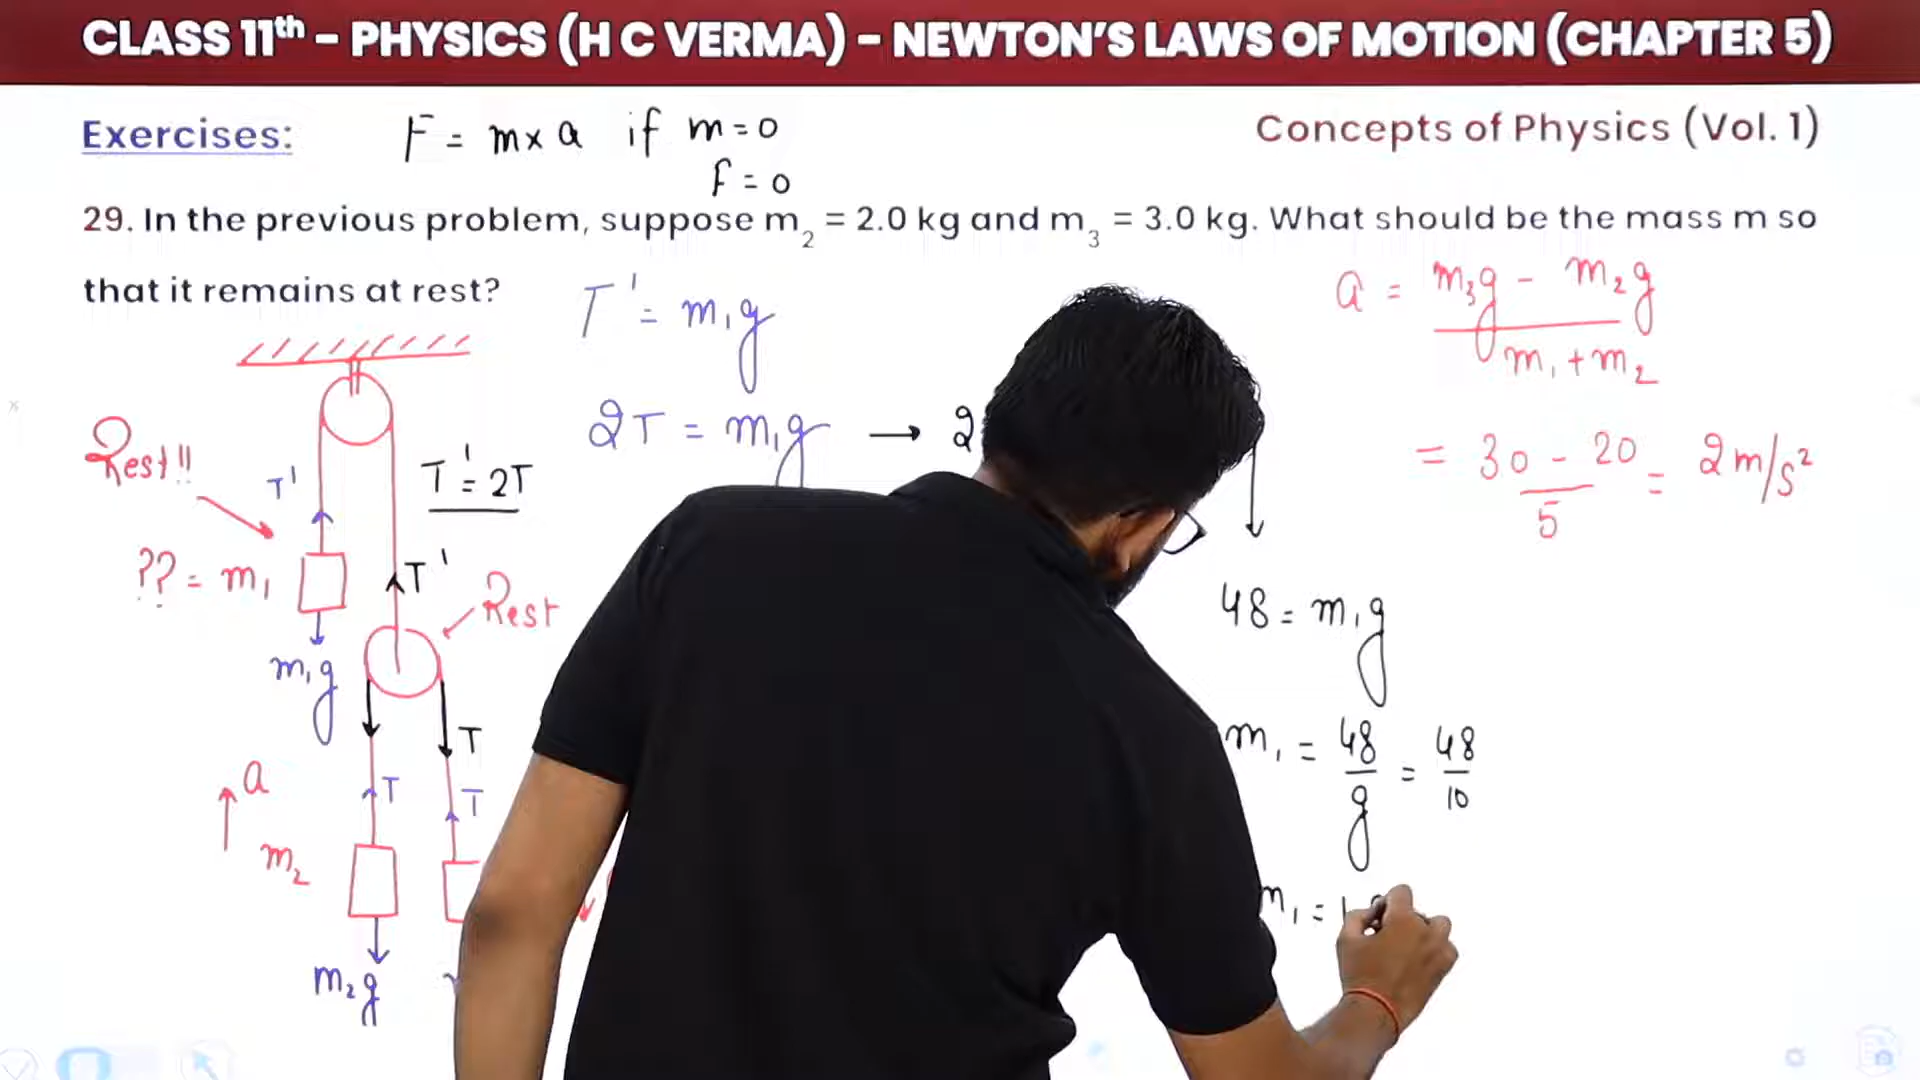 CLASS 11th – PHYSICS (H C VERMA) – NEWTON'S LAWS OF MOTION (CHAPTER 5)
Exercises:
F = m x a if m = 0
f = 0
Concepts of Physics (Vol. 1)
29. In the previous problem, suppose m₂ = 2.0 kg and m₃ = 3.0 kg. What should be the mass m so
that it remains at rest?
T' = m₁g
2T = m₁g → 2
a = m₃g - m₂g / m₁ + m₂
= 30 - 20 / 5 = 2m/s²
Rest!!
T'
T' = 2T
?? = m₁
T'
Rest
m₁g
T
a
T
T
m₂
m₂g
48 = m₁g
m₁ = 48/g = 48/10
m₁ =